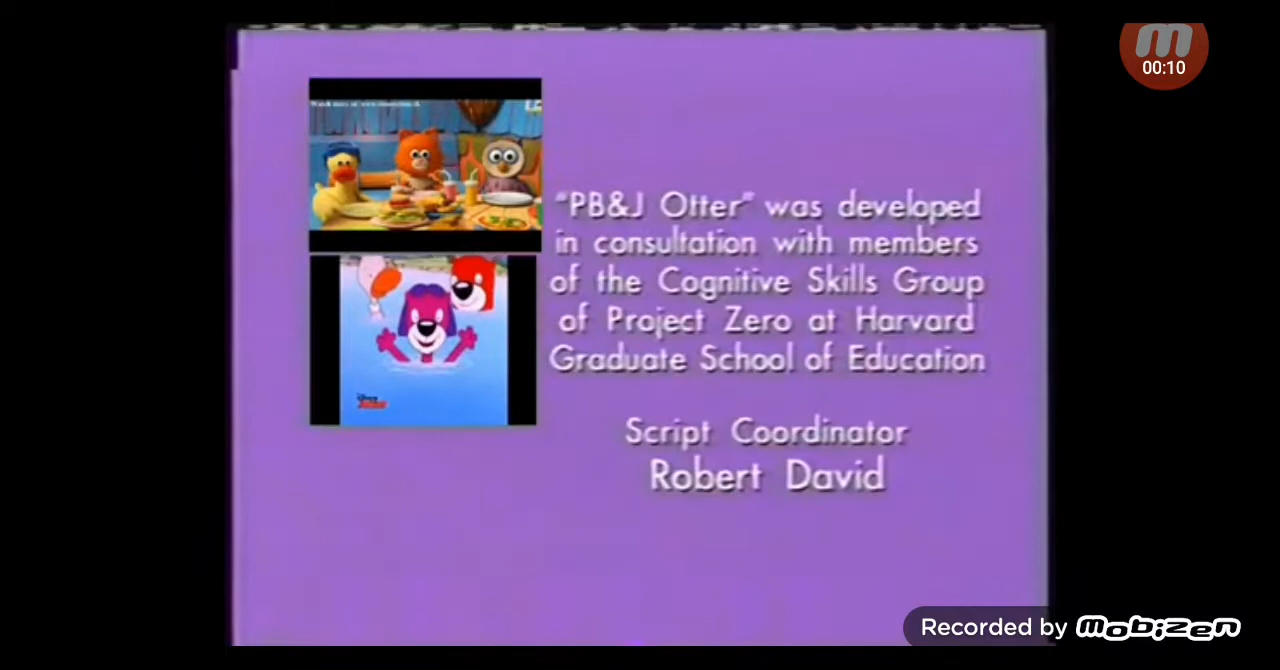 00:10
"PB&J Otter" was developed
in consultation with members
of the Cognitive Skills Group
of Project Zero at Harvard
Graduate School of Education
Script Coordinator
Robert David
Recorded by mobizen